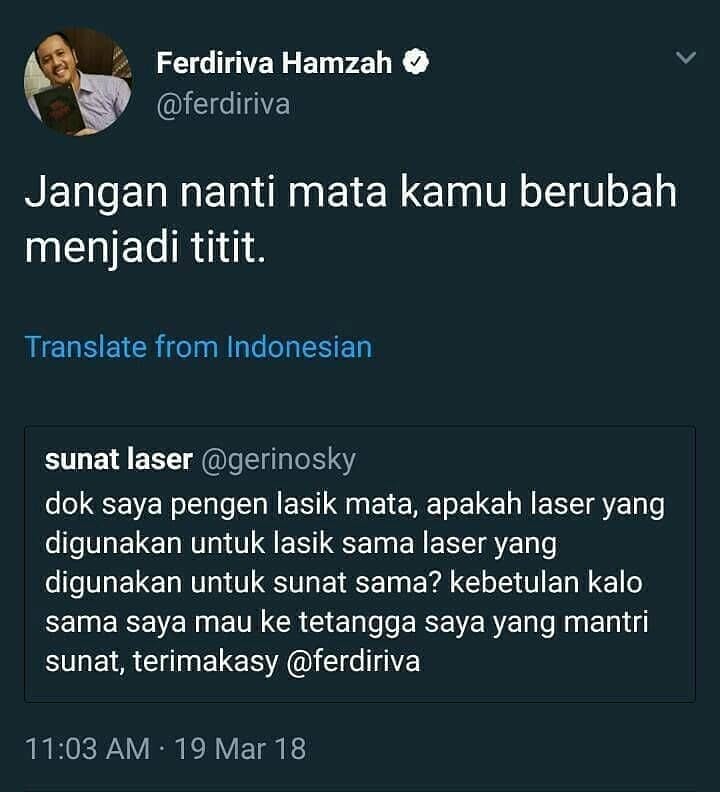 Ferdiriva Hamzah
@ferdiriva
Jangan nanti mata kamu berubah
menjadi titit.
Translate from Indonesian
sunat laser @gerinosky
dok saya pengen lasik mata, apakah laser yang
digunakan untuk lasik sama laser yang
digunakan untuk sunat sama? kebetulan kalo
sama saya mau ke tetangga saya yang mantri
sunat, terimakasy @ferdiriva
11:03 AM · 19 Mar 18